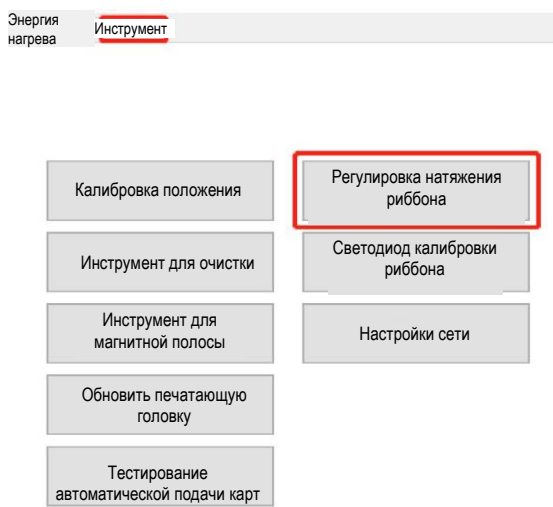 Энергия
нагрева
Инструмент
Калибровка положения
Регулировка натяжения
риббона
Инструмент для очистки
Светодиод калибровки
риббона
Инструмент для
магнитной полосы
Настройки сети
Обновить печатающую
головку
Тестирование
автоматической подачи карт